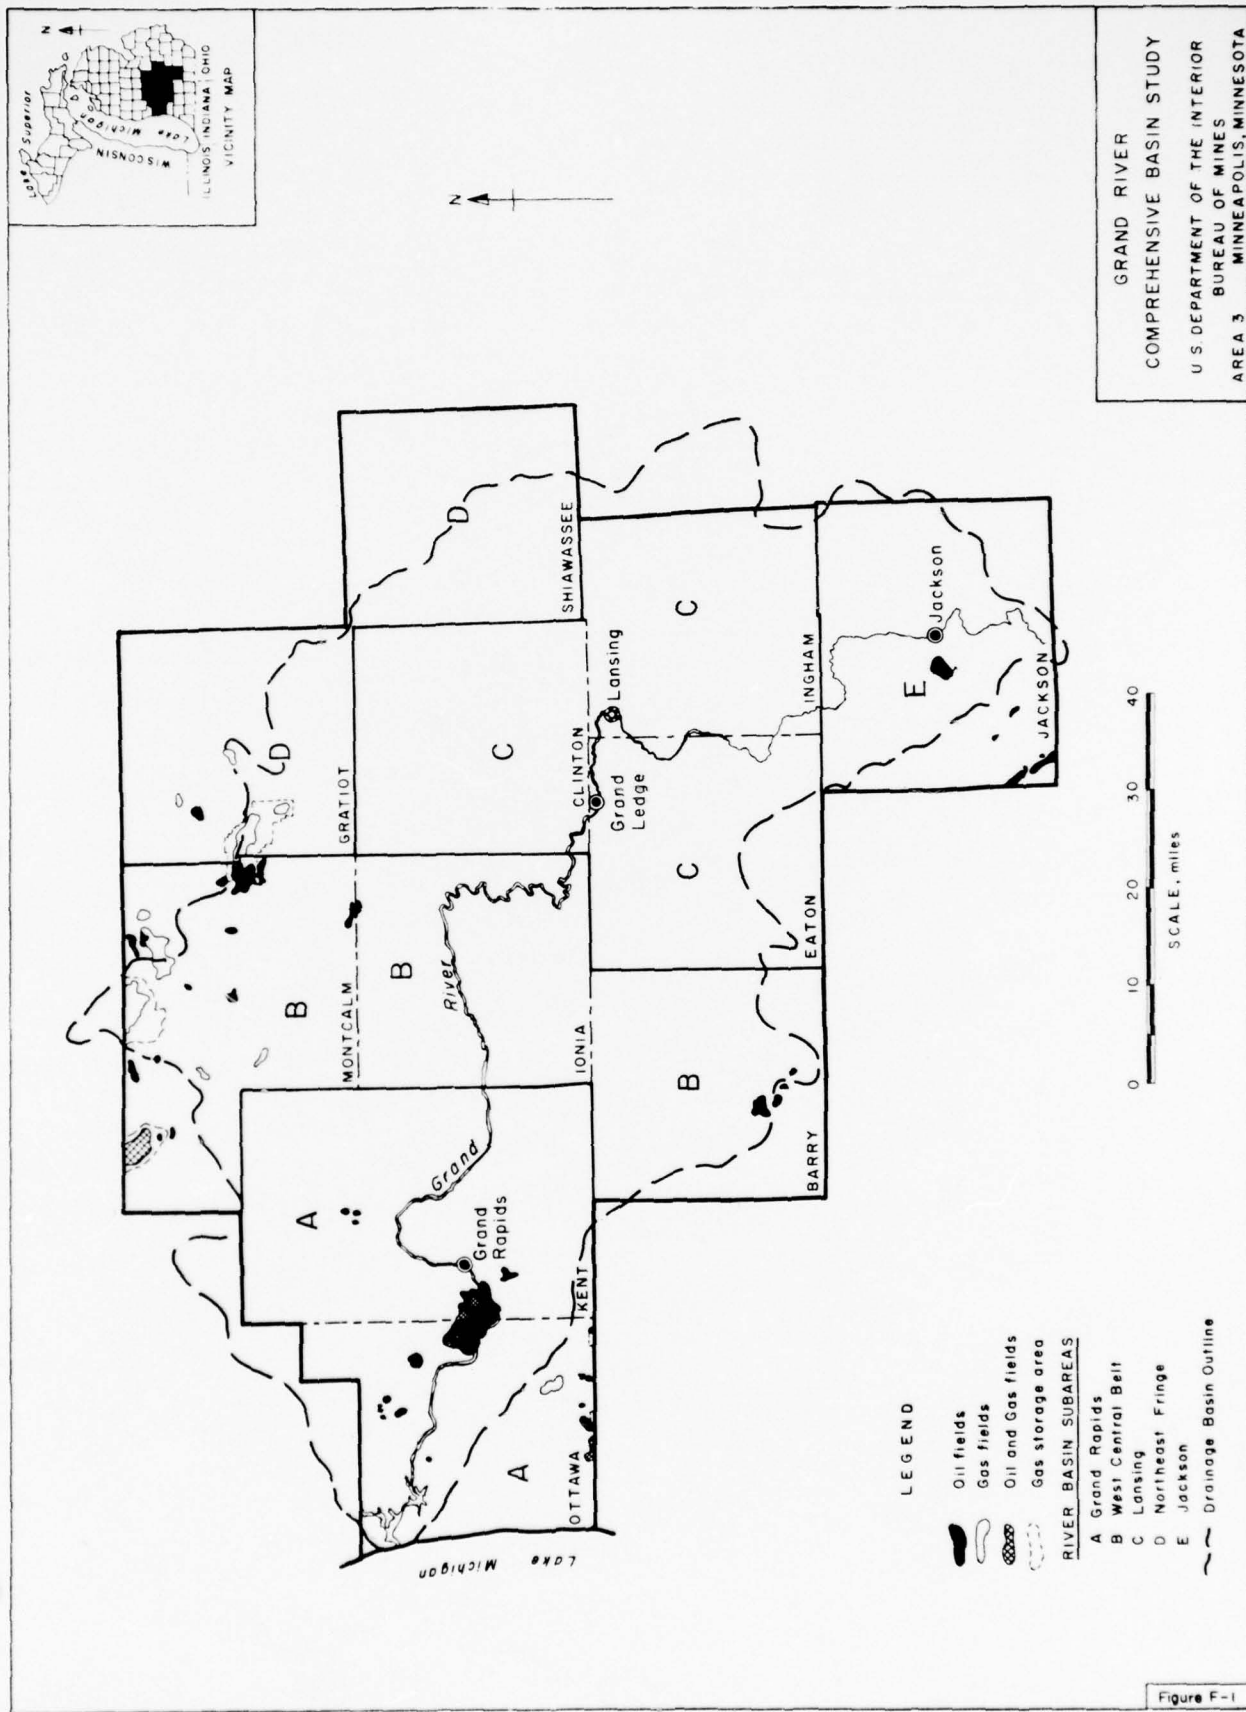 Lake Superior
Lake Michigan
WISCONSIN
N
ILLINOIS INDIANA OHIO
VICINITY MAP
N
Lake Michigan
OTTAWA
A
KENT
A
Grand
Rapids
Grand
River
MONTCALM
B
IONIA
B
BARRY
B
GRATIOT
D
CLINTON
C
Grand
Ledge
Lansing
EATON
C
SHIAWASSEE
D
INGHAM
C
JACKSON
E
Jackson
LEGEND
Oil fields
Gas fields
Oil and Gas fields
Gas storage area
RIVER BASIN SUBAREAS
A Grand Rapids
B West Central Belt
C Lansing
D Northeast Fringe
E Jackson
Drainage Basin Outline
0 10 20 30 40
SCALE, miles
GRAND RIVER
COMPREHENSIVE BASIN STUDY
U.S. DEPARTMENT OF THE INTERIOR
BUREAU OF MINES
AREA 3 MINNEAPOLIS, MINNESOTA
Figure F-1